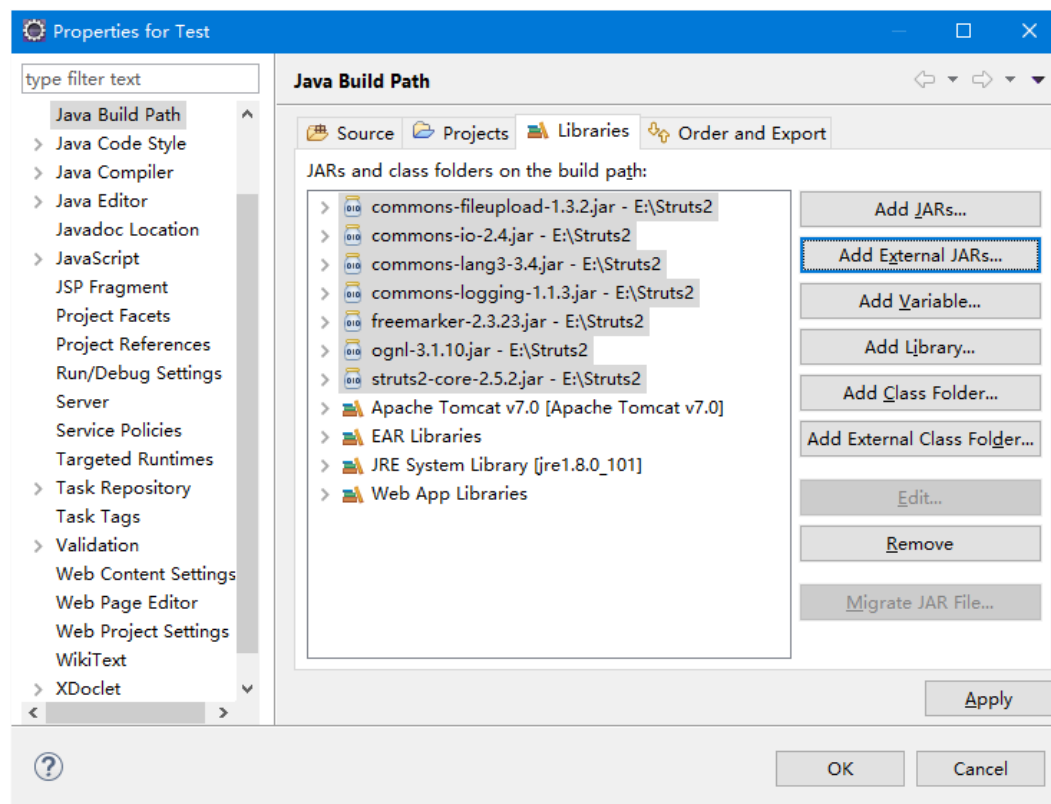 Properties for Test
type filter text
Java Build Path
Java Code Style
Java Compiler
Java Editor
Javadoc Location
JavaScript
JSP Fragment
Project Facets
Project References
Run/Debug Settings
Server
Service Policies
Targeted Runtimes
Task Repository
Task Tags
Validation
Web Content Settings
Web Page Editor
Web Project Settings
WikiText
XDoclet
Java Build Path
Source Projects Libraries Order and Export
JARs and class folders on the build path:
commons-fileupload-1.3.2.jar - E:\Struts2
commons-io-2.4.jar - E:\Struts2
commons-lang3-3.4.jar - E:\Struts2
commons-logging-1.1.3.jar - E:\Struts2
freemarker-2.3.23.jar - E:\Struts2
ognl-3.1.10.jar - E:\Struts2
struts2-core-2.5.2.jar - E:\Struts2
Apache Tomcat v7.0 [Apache Tomcat v7.0]
EAR Libraries
JRE System Library [jre1.8.0_101]
Web App Libraries
Add JARs...
Add External JARs...
Add Variable...
Add Library...
Add Class Folder...
Add External Class Folder...
Edit...
Remove
Migrate JAR File...
Apply
OK
Cancel